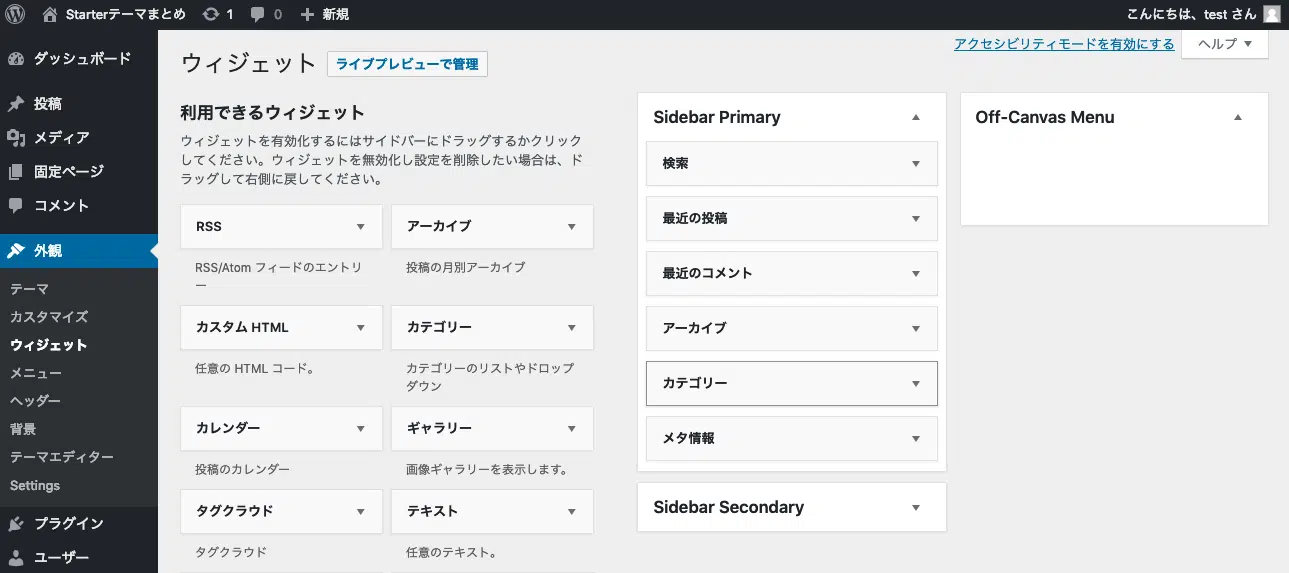 Starterテーマまとめ 1 0 新規 こんにちは、test さん
ダッシュボード
投稿
メディア
固定ページ
コメント
外観
テーマ
カスタマイズ
ウィジェット
メニュー
ヘッダー
背景
テーマエディター
Settings
プラグイン
ユーザー
アクセシビリティモードを有効にする ヘルプ ▼
ウィジェット ライブプレビューで管理
利用できるウィジェット
ウィジェットを有効化するにはサイドバーにドラッグするかクリック
してください。ウィジェットを無効化し設定を削除したい場合は、ド
ラッグして右側に戻してください。
RSS
RSS/Atom フィードのエントリ
ー
アーカイブ
投稿の月別アーカイブ
カスタム HTML
任意の HTML コード。
カテゴリー
カテゴリーのリストやドロップ
ダウン
カレンダー
投稿のカレンダー
ギャラリー
画像ギャラリーを表示します。
タグクラウド
タグクラウド
テキスト
任意のテキスト。
Sidebar Primary
検索
最近の投稿
最近のコメント
アーカイブ
カテゴリー
メタ情報
Sidebar Secondary
Off-Canvas Menu